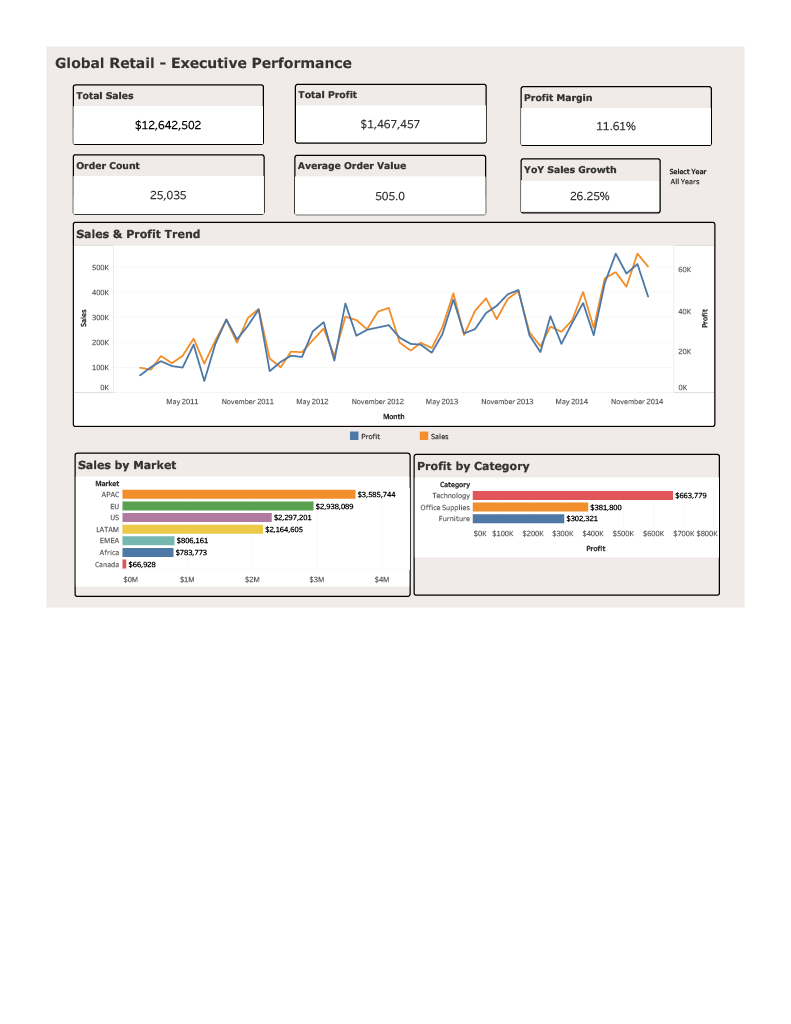 Global Retail - Executive Performance
Total Sales
$12,642,502
Total Profit
$1,467,457
Profit Margin
11.61%
Order Count
25,035
Average Order Value
505.0
YoY Sales Growth
26.25%
Select Year
All Years
Sales & Profit Trend
500K
400K
300K
200K
100K
0K
Sales
60K
40K
20K
0K
Profit
May 2011 November 2011 May 2012 November 2012 May 2013 November 2013 May 2014 November 2014
Month
Profit Sales
Sales by Market
Market
APAC $3,585,744
EU $2,938,089
US $2,297,201
LATAM $2,164,605
EMEA $806,161
Africa $783,773
Canada $66,928
$0M $1M $2M $3M $4M
Profit by Category
Category
Technology $663,779
Office Supplies $381,800
Furniture $302,321
$0K $100K $200K $300K $400K $500K $600K $700K $800K
Profit